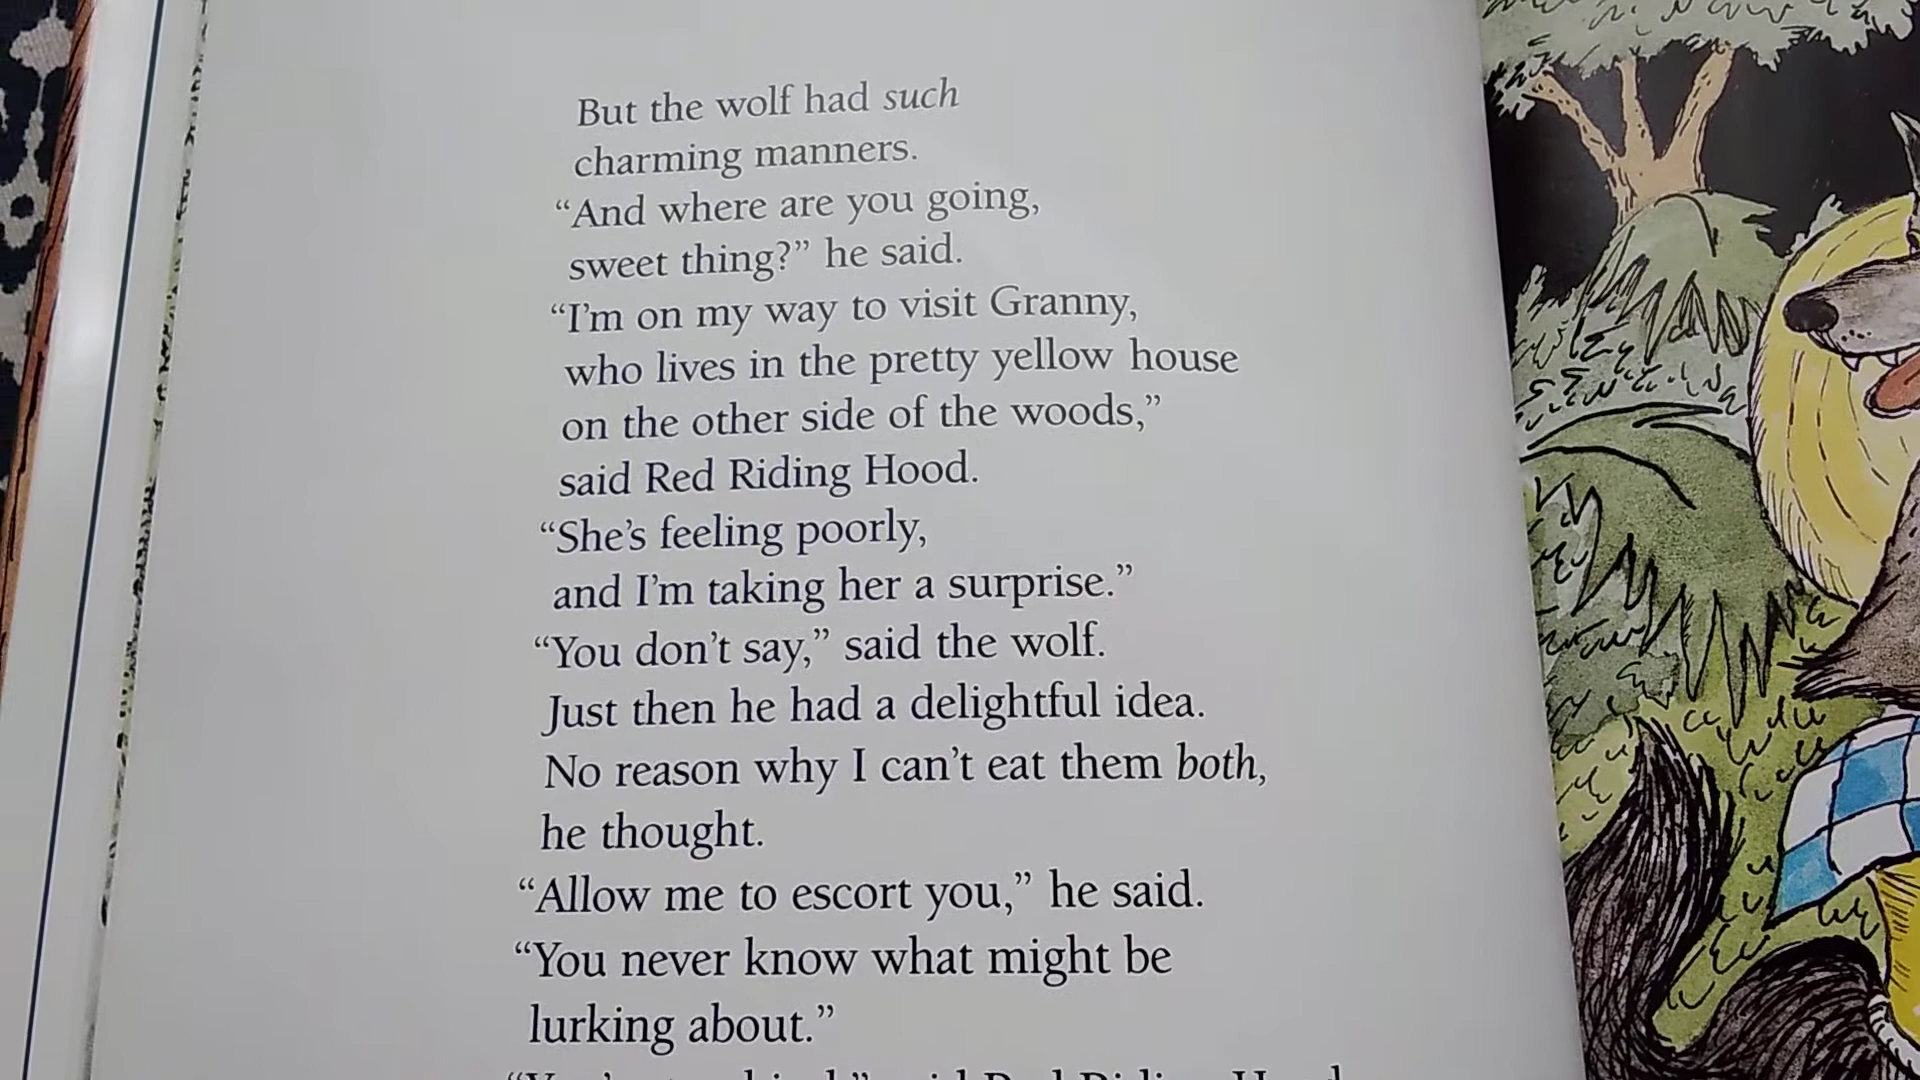 But the wolf had such
charming manners.
“And where are you going,
sweet thing?” he said.
“I’m on my way to visit Granny,
who lives in the pretty yellow house
on the other side of the woods,”
said Red Riding Hood.
“She’s feeling poorly,
and I’m taking her a surprise.”
“You don’t say,” said the wolf.
Just then he had a delightful idea.
No reason why I can’t eat them both,
he thought.
“Allow me to escort you,” he said.
“You never know what might be
lurking about.”
said Red Riding Hood